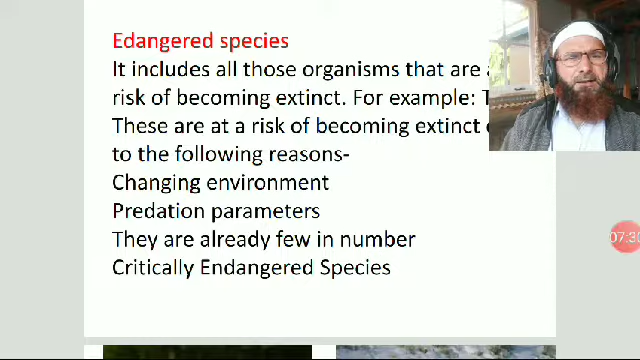 Edangered species
It includes all those organisms that are
risk of becoming extinct. For example:
These are at a risk of becoming extinct
to the following reasons-
Changing environment
Predation parameters
They are already few in number
Critically Endangered Species